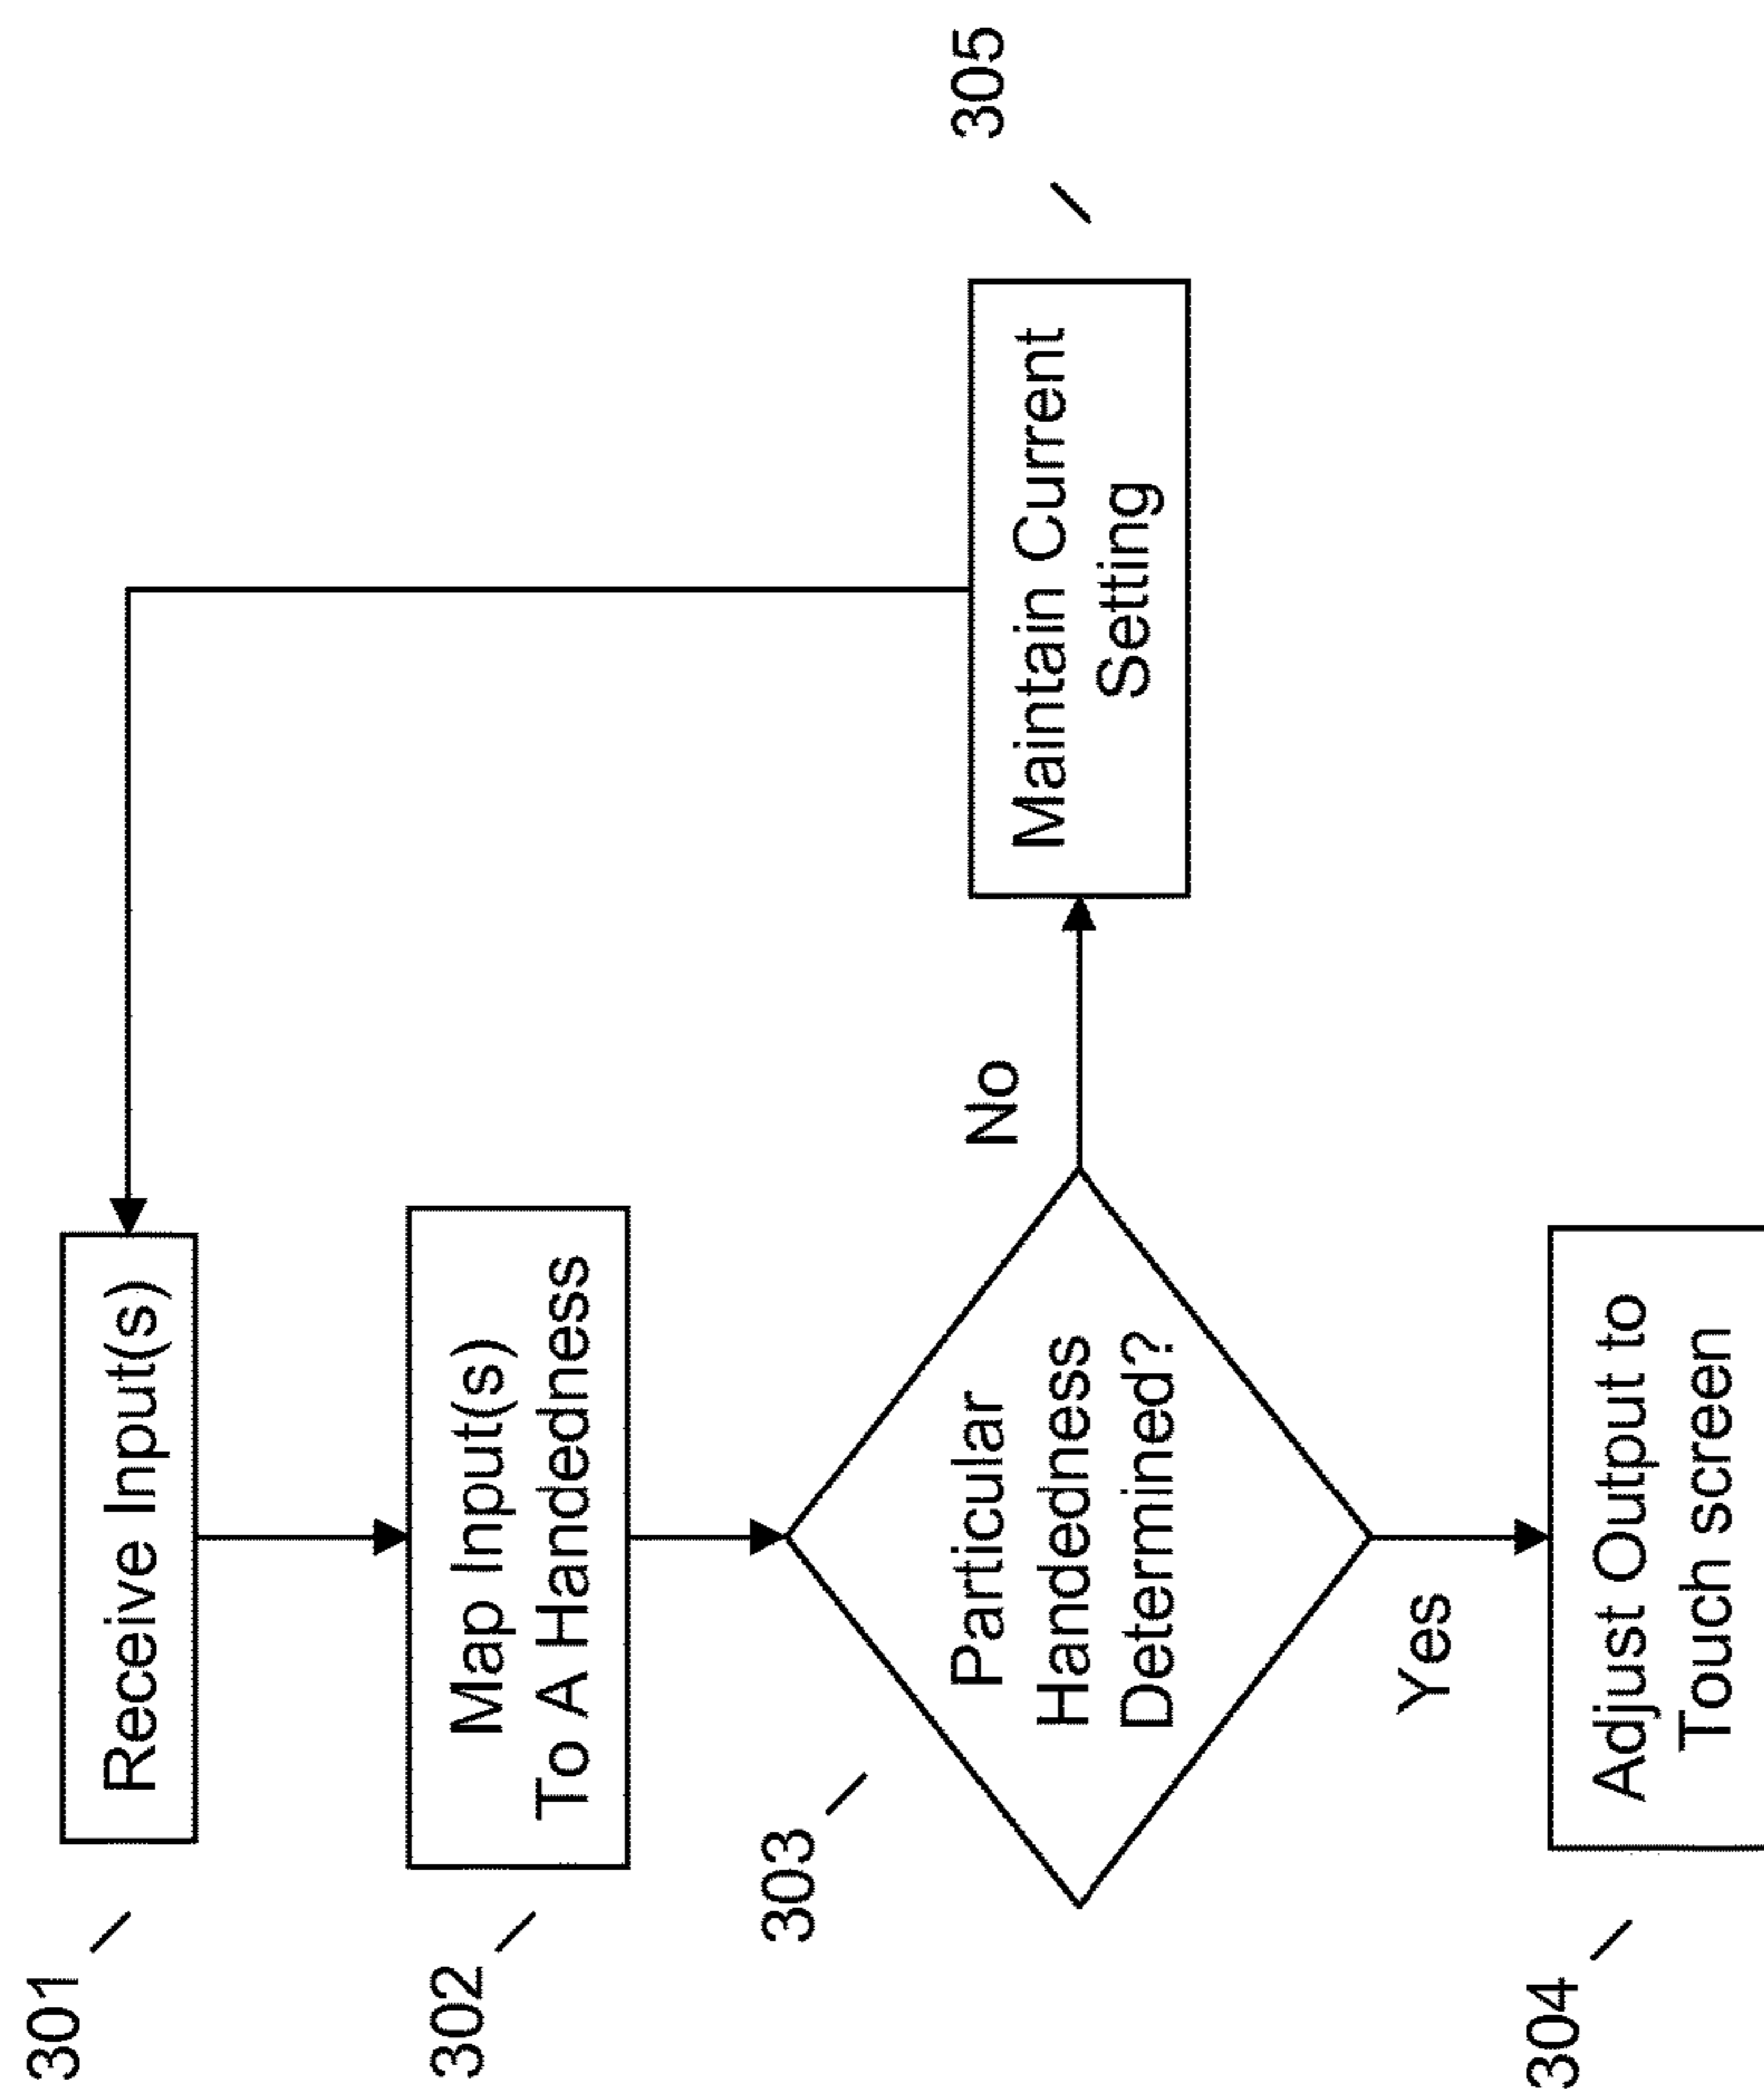 301
Receive Input(s)
302
Map Input(s)
To A Handedness
303
Particular
Handedness
Determined?
No
Maintain Current
Setting
305
Yes
304
Adjust Output to
Touch screen